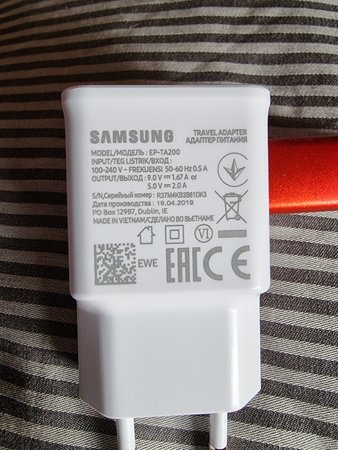 SAMSUNG
TRAVEL ADAPTER
АДАПТЕР ПИТАНИЯ
MODEL/МОДЕЛЬ : EP-TA200
INPUT/TEG LISTRIK/ВХОД :
100-240 V ~ FREKUENSI 50-60 Hz 0.5 A
OUTPUT/ВЫХОД : 9.0 V ⎓ 1.67 A or
5.0 V ⎓ 2.0 A
S/N,Серийный номер : R37M4KB3B81DK3
Дата производства : 19.04.2019
PO Box 12987, Dublin, IE
MADE IN VIETNAM/СДЕЛАНО ВО ВЬЕТНАМЕ
VI
EWE
EAC CE